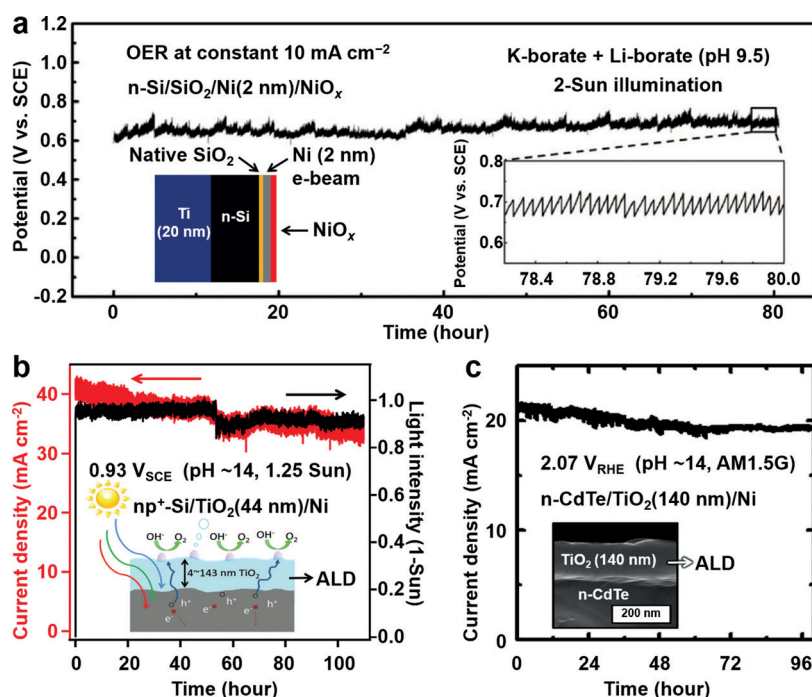 a
1.2
1.0
0.8
0.6
0.4
0.2
0.0
-0.2
Potential (V vs. SCE)
OER at constant 10 mA cm⁻²
n-Si/SiO₂/Ni(2 nm)/NiOₓ
K-borate + Li-borate (pH 9.5)
2-Sun illumination
Native SiO₂
Ni (2 nm)
e-beam
Ti
(20 nm)
n-Si
NiOₓ
Potential (V vs. SCE)
0.8
0.7
0.6
78.4 78.8 79.2 79.6 80.0
0 20 40 60 80
Time (hour)
b
Current density (mA cm⁻²)
40
30
20
10
0
1.0
0.8
0.6
0.4
0.2
0.0
Light intensity (1-Sun)
0.93 V_SCE (pH ~14, 1.25 Sun)
np⁺-Si/TiO₂(44 nm)/Ni
OH⁻ O₂ OH⁻ O₂ OH⁻ O₂
4~143 nm TiO₂
ALD
h⁺ h⁺ h⁺
e⁻ e⁻ e⁻
0 20 40 60 80 100
Time (hour)
c
Current density (mA cm⁻²)
20
15
10
5
0
2.07 V_RHE (pH ~14, AM1.5G)
n-CdTe/TiO₂(140 nm)/Ni
TiO₂ (140 nm)
ALD
n-CdTe
200 nm
0 24 48 72 96
Time (hour)